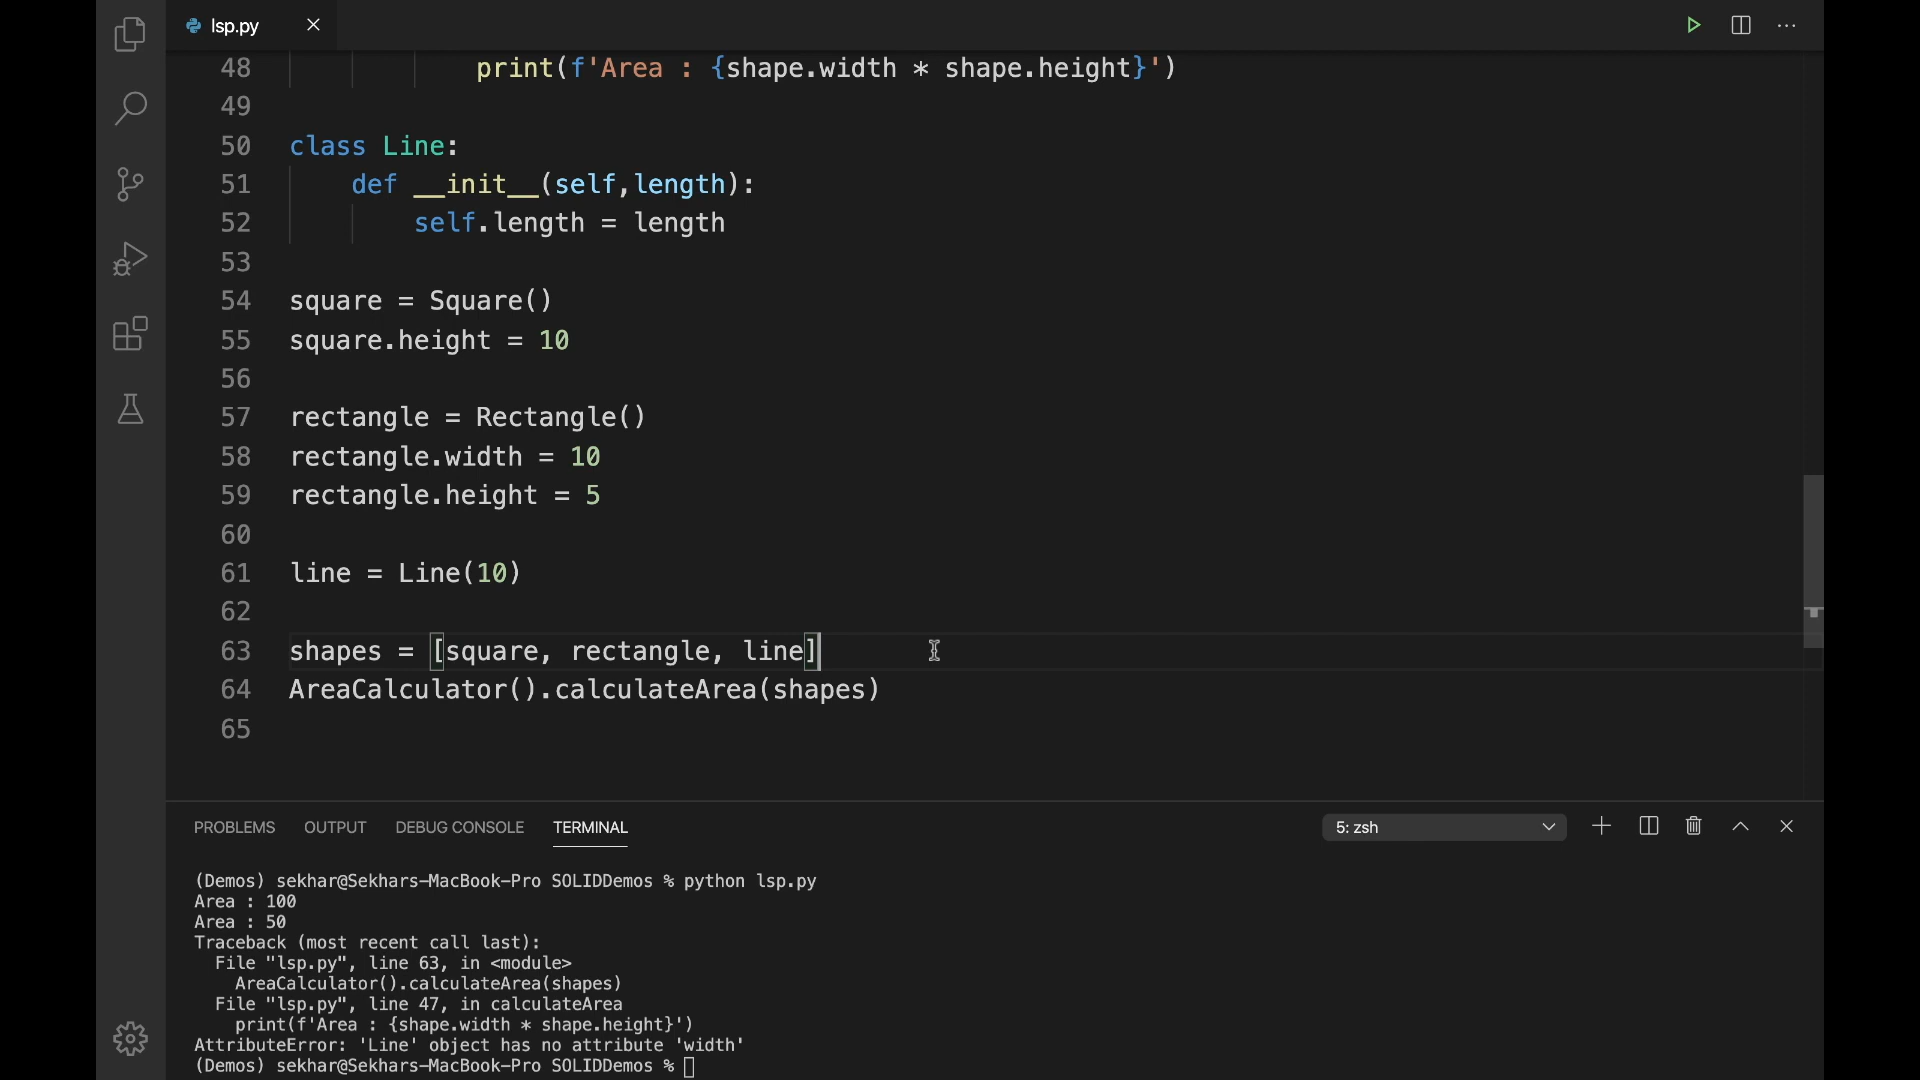 lsp.py
48 print(f'Area : {shape.width * shape.height}')
49
50 class Line:
51 def __init__(self,length):
52 self.length = length
53
54 square = Square()
55 square.height = 10
56
57 rectangle = Rectangle()
58 rectangle.width = 10
59 rectangle.height = 5
60
61 line = Line(10)
62
63 shapes = [square, rectangle, line]
64 AreaCalculator().calculateArea(shapes)
65
PROBLEMS OUTPUT DEBUG CONSOLE TERMINAL 5: zsh
(Demos) sekhar@Sekhars-MacBook-Pro SOLIDDemos % python lsp.py
Area : 100
Area : 50
Traceback (most recent call last):
File "lsp.py", line 63, in <module>
AreaCalculator().calculateArea(shapes)
File "lsp.py", line 47, in calculateArea
print(f'Area : {shape.width * shape.height}')
AttributeError: 'Line' object has no attribute 'width'
(Demos) sekhar@Sekhars-MacBook-Pro SOLIDDemos %